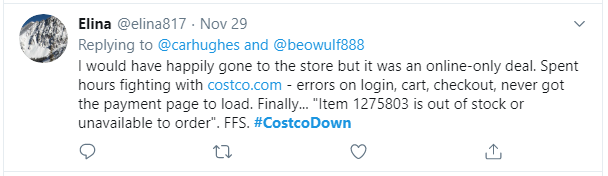 Elina @elina817 · Nov 29
Replying to @carhughes and @beowulf888
I would have happily gone to the store but it was an online-only deal. Spent
hours fighting with costco.com - errors on login, cart, checkout, never got
the payment page to load. Finally... "Item 1275803 is out of stock or
unavailable to order". FFS. #CostcoDown